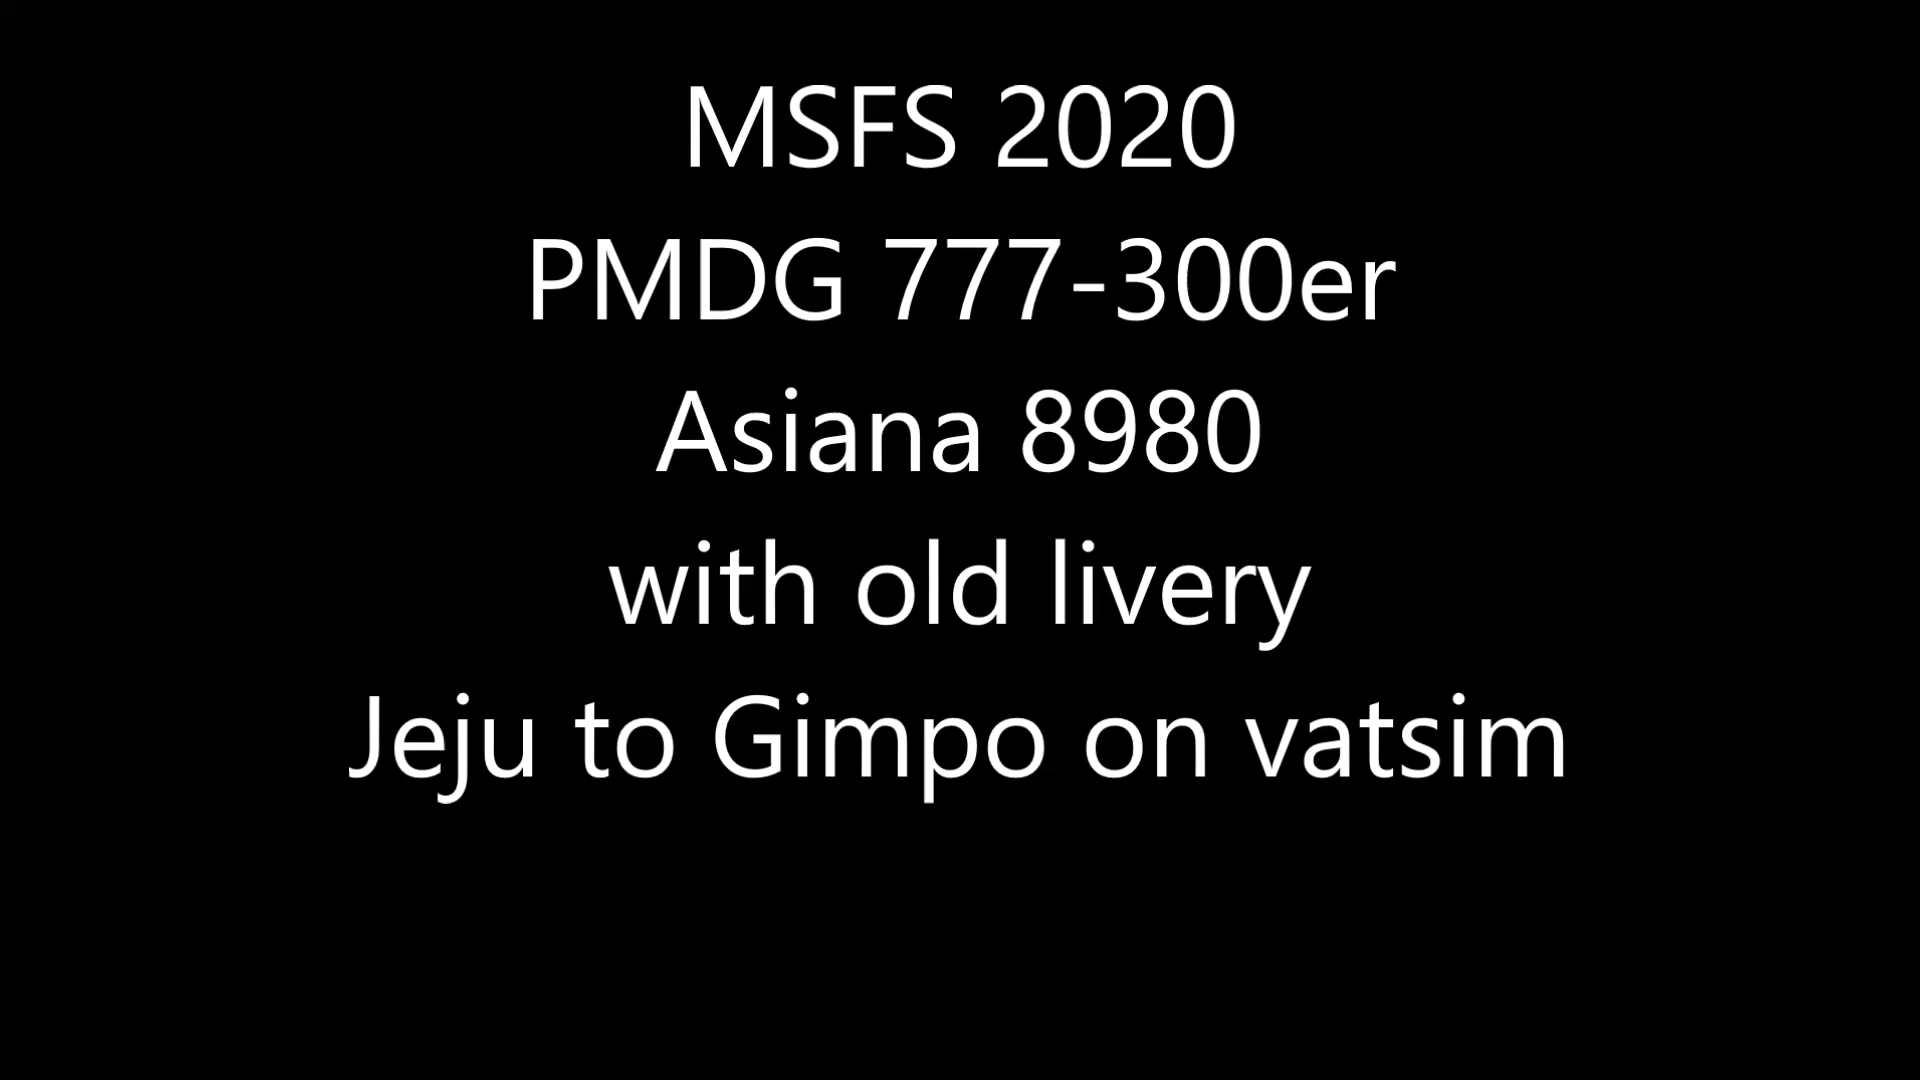 MSFS 2020
PMDG 777-300er
Asiana 8980
with old livery
Jeju to Gimpo on vatsim